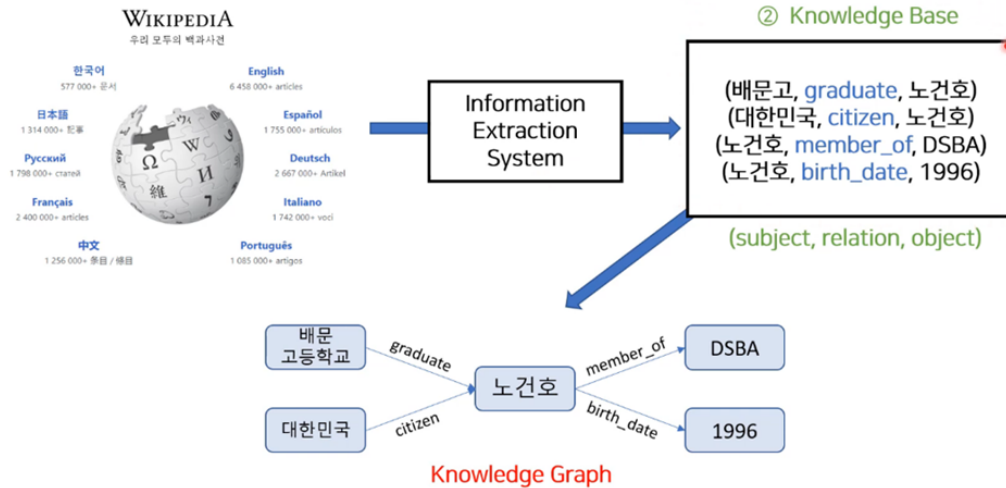 WIKIPEDIA
우리 모두의 백과사전
한국어
577 000+ 문서
English
6 458 000+ articles
日本語
1 314 000+ 記事
Español
1 755 000+ artículos
Русский
1 798 000+ статей
Deutsch
2 667 000+ Artikel
Français
2 400 000+ articles
Italiano
1 742 000+ voci
中文
1 256 000+ 条目 / 條目
Português
1 085 000+ artigos
Ω
W
И
維
ウィ
7
Information
Extraction
System
② Knowledge Base
(배문고, graduate, 노건호)
(대한민국, citizen, 노건호)
(노건호, member_of, DSBA)
(노건호, birth_date, 1996)
(subject, relation, object)
배문
고등학교
graduate
대한민국
citizen
노건호
member_of
DSBA
birth_date
1996
Knowledge Graph